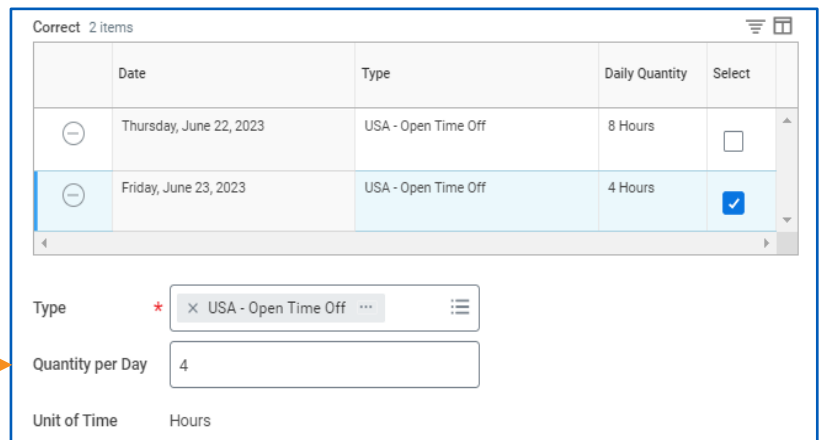 Correct 2 items
Date Type Daily Quantity Select
Thursday, June 22, 2023 USA - Open Time Off 8 Hours
Friday, June 23, 2023 USA - Open Time Off 4 Hours
Type * × USA - Open Time Off ...
Quantity per Day 4
Unit of Time Hours